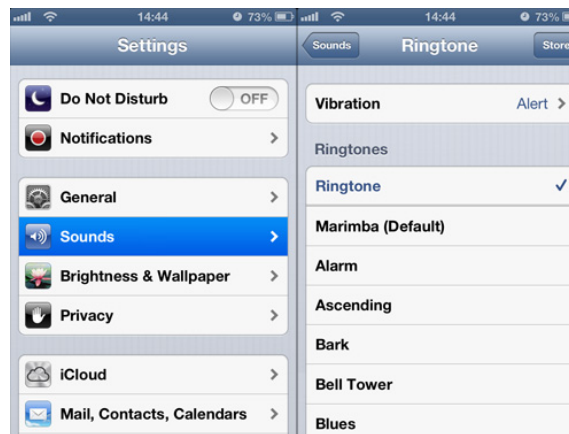 14:44
73%
Settings
Do Not Disturb
OFF
Notifications
General
Sounds
Brightness & Wallpaper
Privacy
iCloud
Mail, Contacts, Calendars
14:44
73%
Sounds
Ringtone
Store
Vibration
Alert
Ringtones
Ringtone
Marimba (Default)
Alarm
Ascending
Bark
Bell Tower
Blues